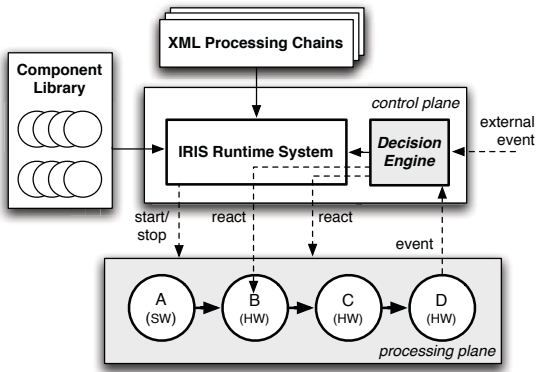 XML Processing Chains
Component
Library
control plane
IRIS Runtime System
Decision
Engine
external
event
start/
stop
react
react
event
A
(SW)
B
(HW)
C
(HW)
D
(HW)
processing plane